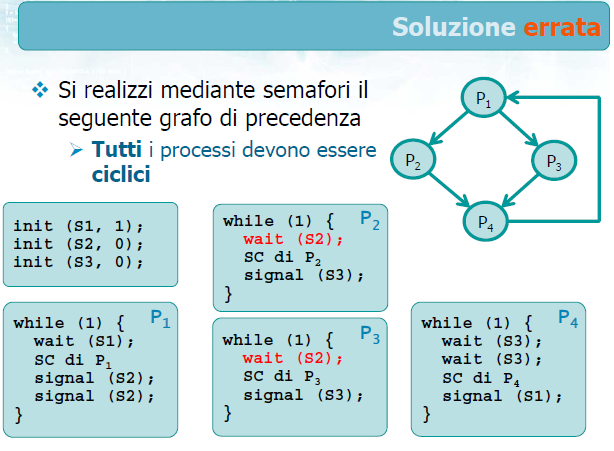 Soluzione errata
❖ Si realizzi mediante semafori il
seguente grafo di precedenza
➢ Tutti i processi devono essere
ciclici
P1
P2
P3
P4
init (S1, 1);
init (S2, 0);
init (S3, 0);
P2
while (1) {
wait (S2);
SC di P2
signal (S3);
}
P1
while (1) {
wait (S1);
SC di P1
signal (S2);
signal (S2);
}
P3
while (1) {
wait (S2);
SC di P3
signal (S3);
}
P4
while (1) {
wait (S3);
wait (S3);
SC di P4
signal (S1);
}